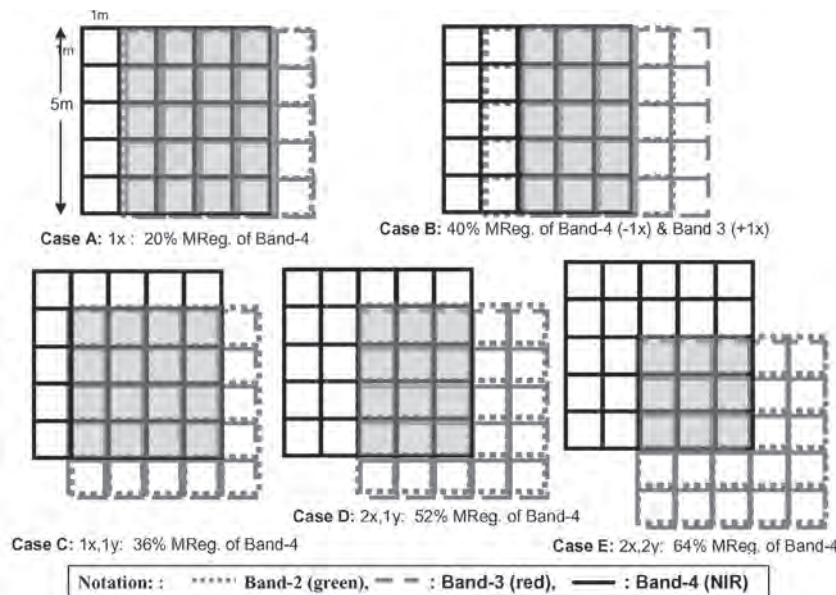 1m
1m
5m
Case A: 1x : 20% MReg. of Band-4
Case B: 40% MReg. of Band-4 (-1x) & Band 3 (+1x)
Case D: 2x,1y: 52% MReg. of Band-4
Case C: 1x,1y: 36% MReg. of Band-4
Case E: 2x,2y: 64% MReg. of Band-4
Notation: : Band-2 (green), : Band-3 (red), : Band-4 (NIR)